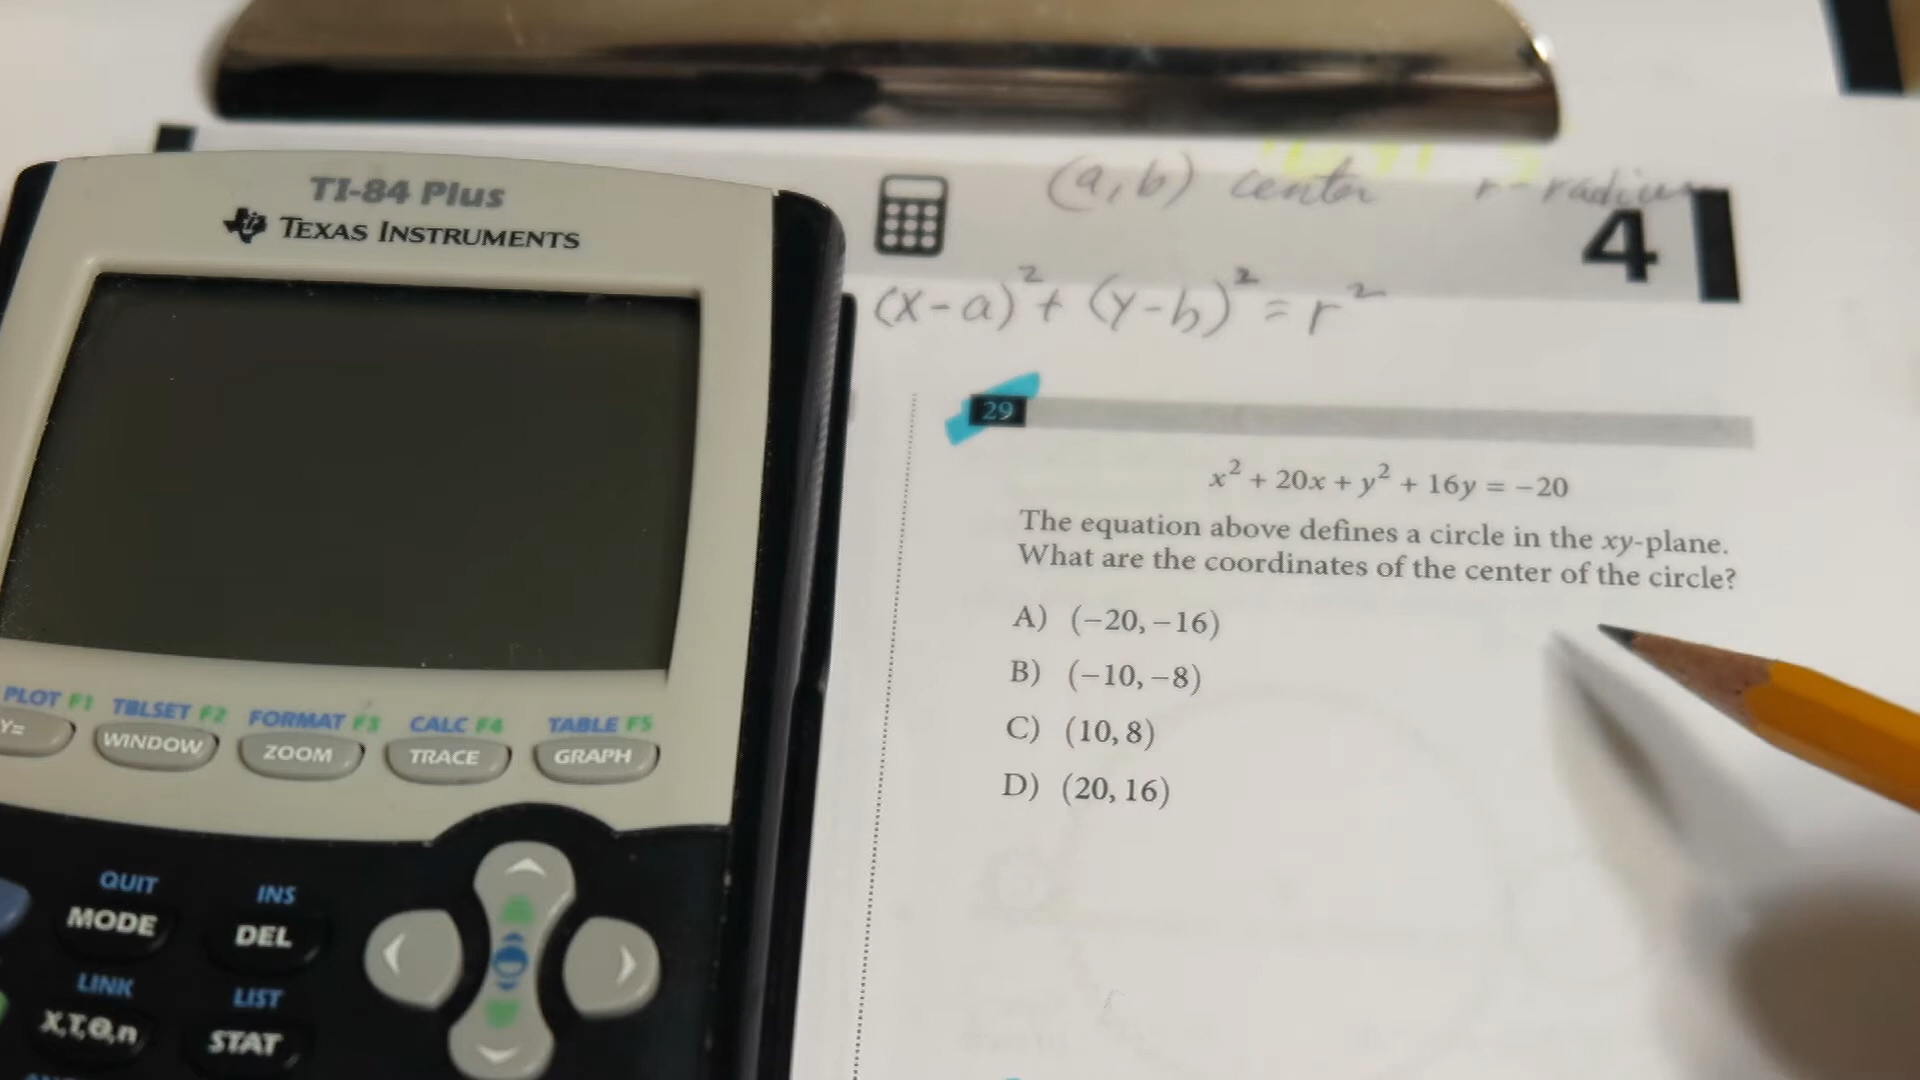 TI-84 Plus
TEXAS INSTRUMENTS
PLOT F1 TBLSET F2 FORMAT F3 CALC F4 TABLE F5
Y= WINDOW ZOOM TRACE GRAPH
QUIT INS
MODE DEL
LINK LIST
X,T,Θ,n STAT
(a,b) center r-radius
4
(x-a)² + (y-b)² = r²
29
x² + 20x + y² + 16y = −20
The equation above defines a circle in the xy-plane.
What are the coordinates of the center of the circle?
A) (−20, −16)
B) (−10, −8)
C) (10, 8)
D) (20, 16)